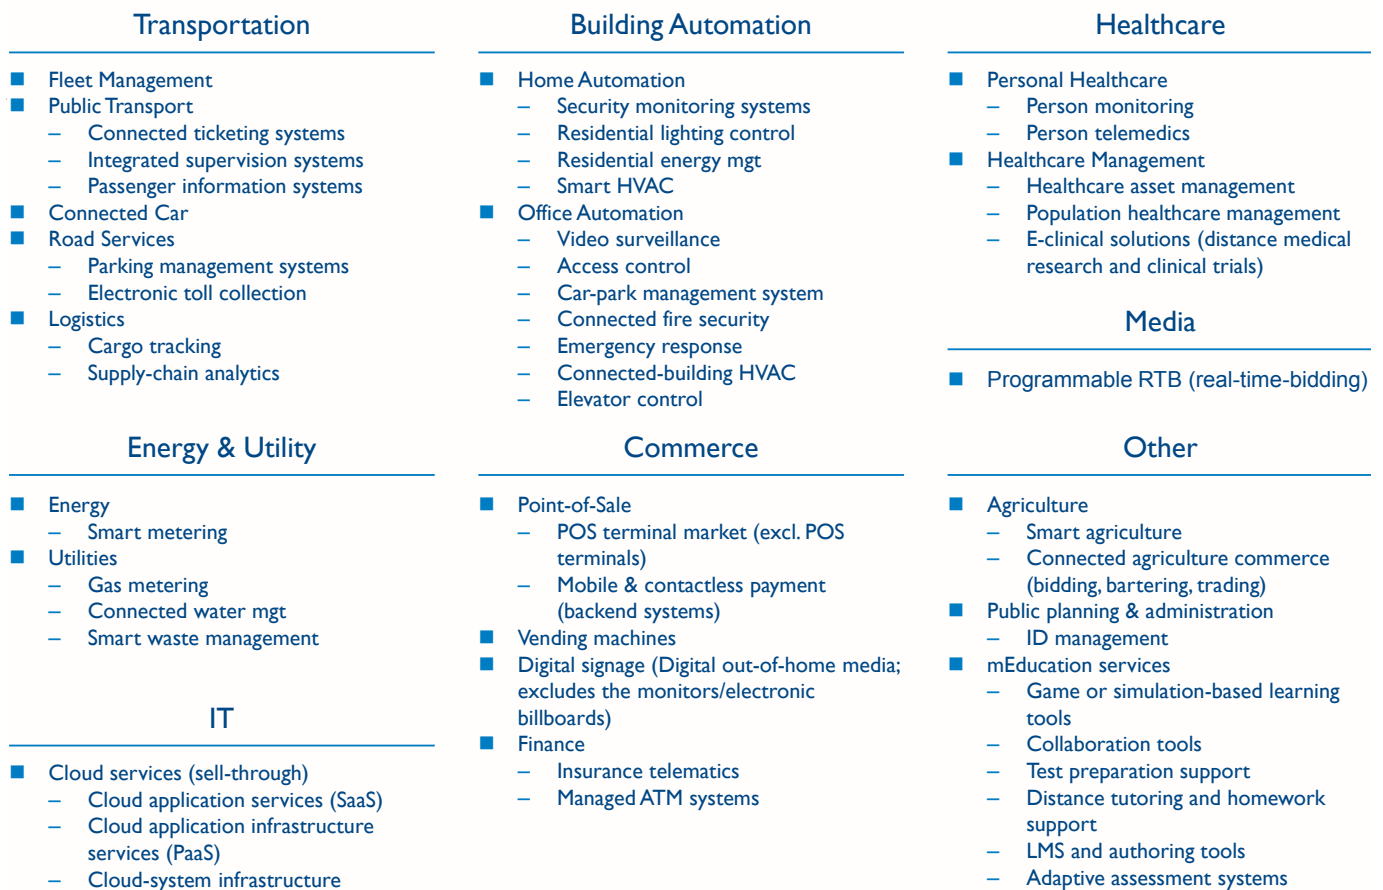 Transportation
■ Fleet Management
■ Public Transport
– Connected ticketing systems
– Integrated supervision systems
– Passenger information systems
■ Connected Car
■ Road Services
– Parking management systems
– Electronic toll collection
■ Logistics
– Cargo tracking
– Supply-chain analytics
Energy & Utility
■ Energy
– Smart metering
■ Utilities
– Gas metering
– Connected water mgt
– Smart waste management
IT
■ Cloud services (sell-through)
– Cloud application services (SaaS)
– Cloud application infrastructure
services (PaaS)
– Cloud-system infrastructure
Building Automation
■ Home Automation
– Security monitoring systems
– Residential lighting control
– Residential energy mgt
– Smart HVAC
■ Office Automation
– Video surveillance
– Access control
– Car-park management system
– Connected fire security
– Emergency response
– Connected-building HVAC
– Elevator control
Commerce
■ Point-of-Sale
– POS terminal market (excl. POS
terminals)
– Mobile & contactless payment
(backend systems)
■ Vending machines
■ Digital signage (Digital out-of-home media;
excludes the monitors/electronic
billboards)
■ Finance
– Insurance telematics
– Managed ATM systems
Healthcare
■ Personal Healthcare
– Person monitoring
– Person telemedics
■ Healthcare Management
– Healthcare asset management
– Population healthcare management
– E-clinical solutions (distance medical
research and clinical trials)
Media
■ Programmable RTB (real-time-bidding)
Other
■ Agriculture
– Smart agriculture
– Connected agriculture commerce
(bidding, bartering, trading)
■ Public planning & administration
– ID management
■ mEducation services
– Game or simulation-based learning
tools
– Collaboration tools
– Test preparation support
– Distance tutoring and homework
support
– LMS and authoring tools
– Adaptive assessment systems